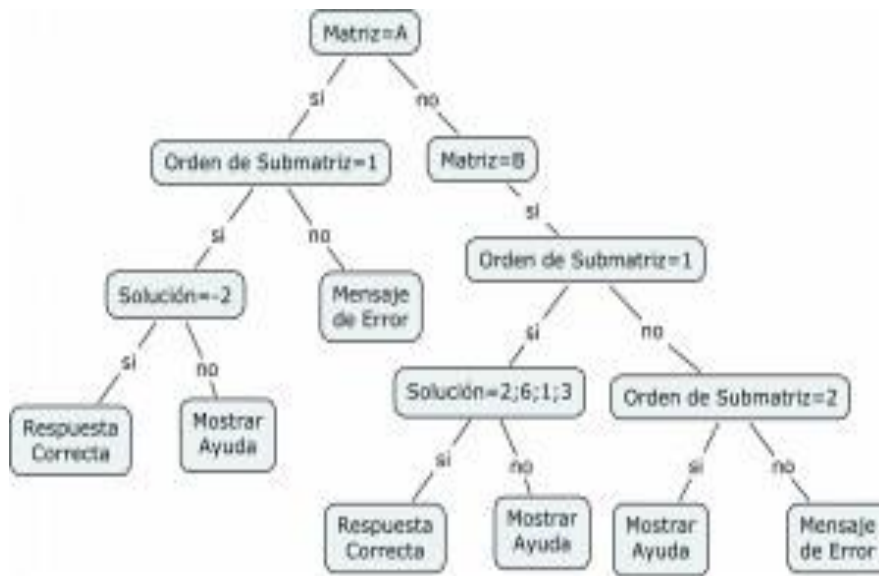 Matriz=A
si
no
Orden de Submatriz=1
Matriz=B
si
no
si
Orden de Submatriz=1
Solución=-2
Mensaje
de Error
si
no
si
no
Solución=2;6;1;3
Orden de Submatriz=2
Respuesta
Correcta
Mostrar
Ayuda
si
no
si
no
Respuesta
Correcta
Mostrar
Ayuda
Mostrar
Ayuda
Mensaje
de Error